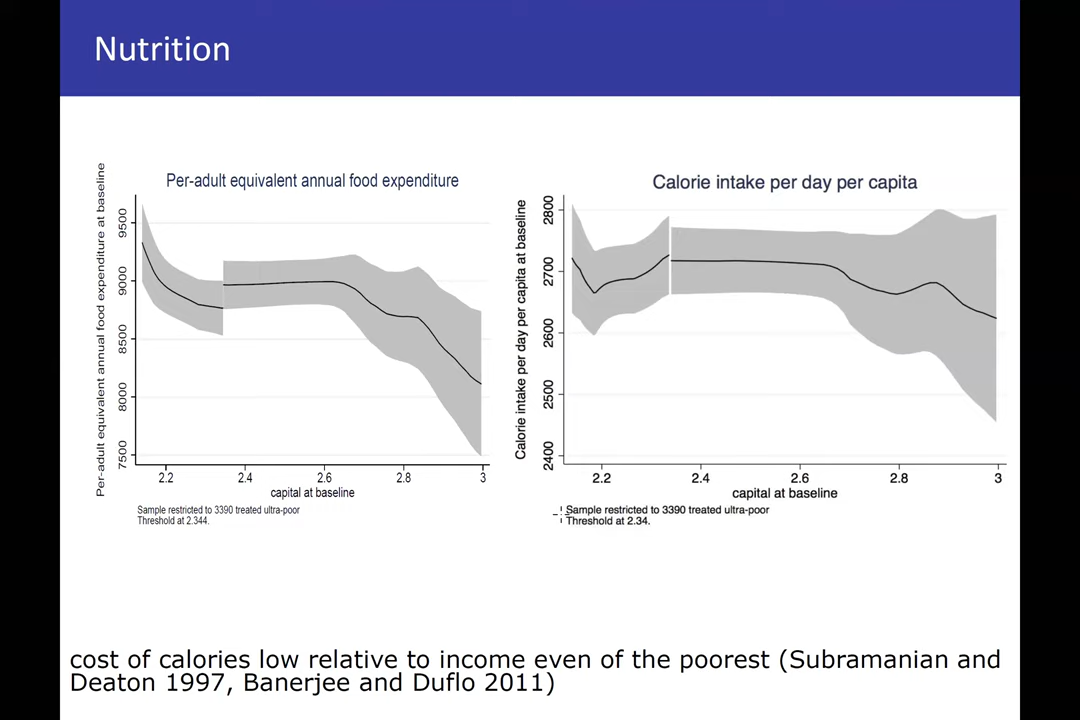 Nutrition
Per-adult equivalent annual food expenditure
Per-adult equivalent annual food expenditure at baseline
9500
9000
8500
8000
7500
2.2 2.4 2.6 2.8 3
capital at baseline
Sample restricted to 3390 treated ultra-poor
Threshold at 2.344.
Calorie intake per day per capita
Calorie intake per day per capita at baseline
2800
2700
2600
2500
2400
2.2 2.4 2.6 2.8 3
capital at baseline
Sample restricted to 3390 treated ultra-poor
Threshold at 2.34.
cost of calories low relative to income even of the poorest (Subramanian and
Deaton 1997, Banerjee and Duflo 2011)